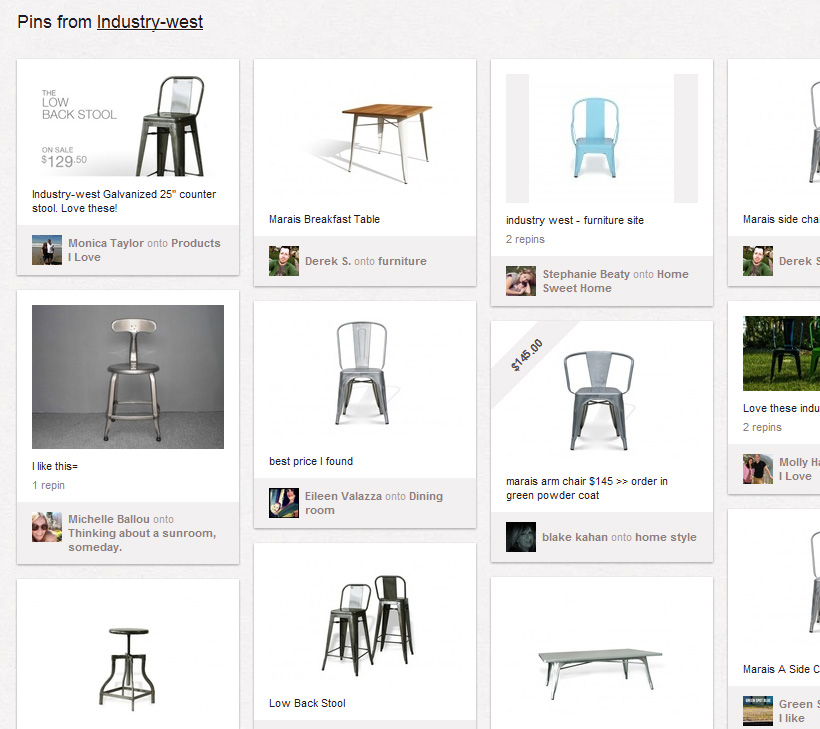 Pins from Industry-west
THE
LOW
BACK STOOL
ON SALE
$129.50
Industry-west Galvanized 25" counter
stool. Love these!
Monica Taylor onto Products
I Love
I like this=
1 repin
Michelle Ballou onto
Thinking about a sunroom,
someday.
Marais Breakfast Table
Derek S. onto furniture
best price I found
Eileen Valazza onto Dining
room
Low Back Stool
industry west - furniture site
2 repins
Stephanie Beaty onto Home
Sweet Home
$145.00
marais arm chair $145 >> order in
green powder coat
blake kahan onto home style
Marais side chai
Derek S
Love these indu
2 repins
Molly Ha
I Love
Marais A Side C
Green S
I like